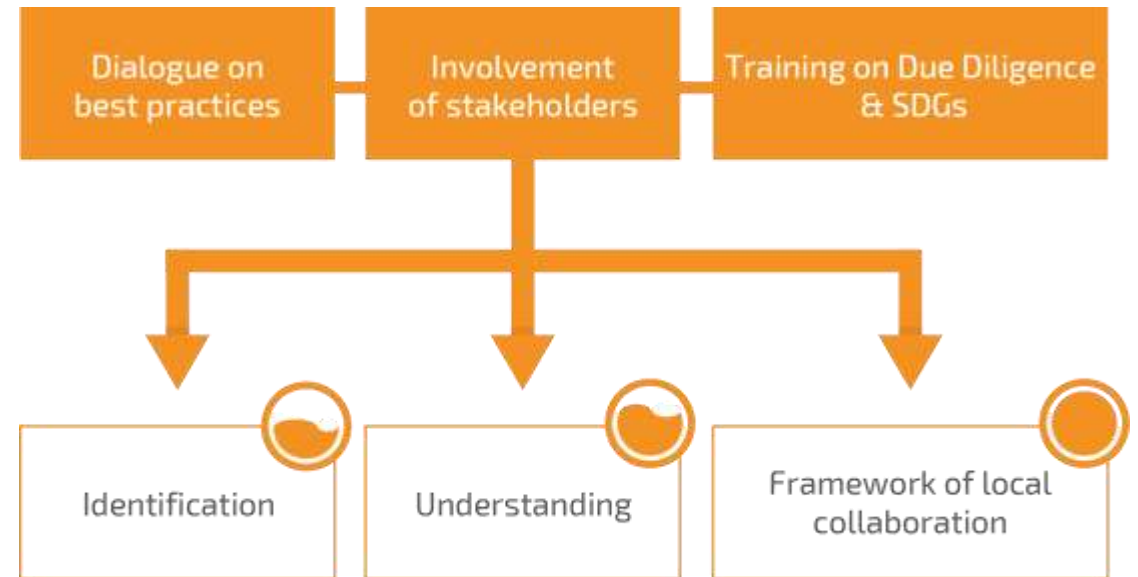 Dialogue on
best practices
Involvement
of stakeholders
Training on Due Diligence
& SDGs
Identification
Understanding
Framework of local
collaboration